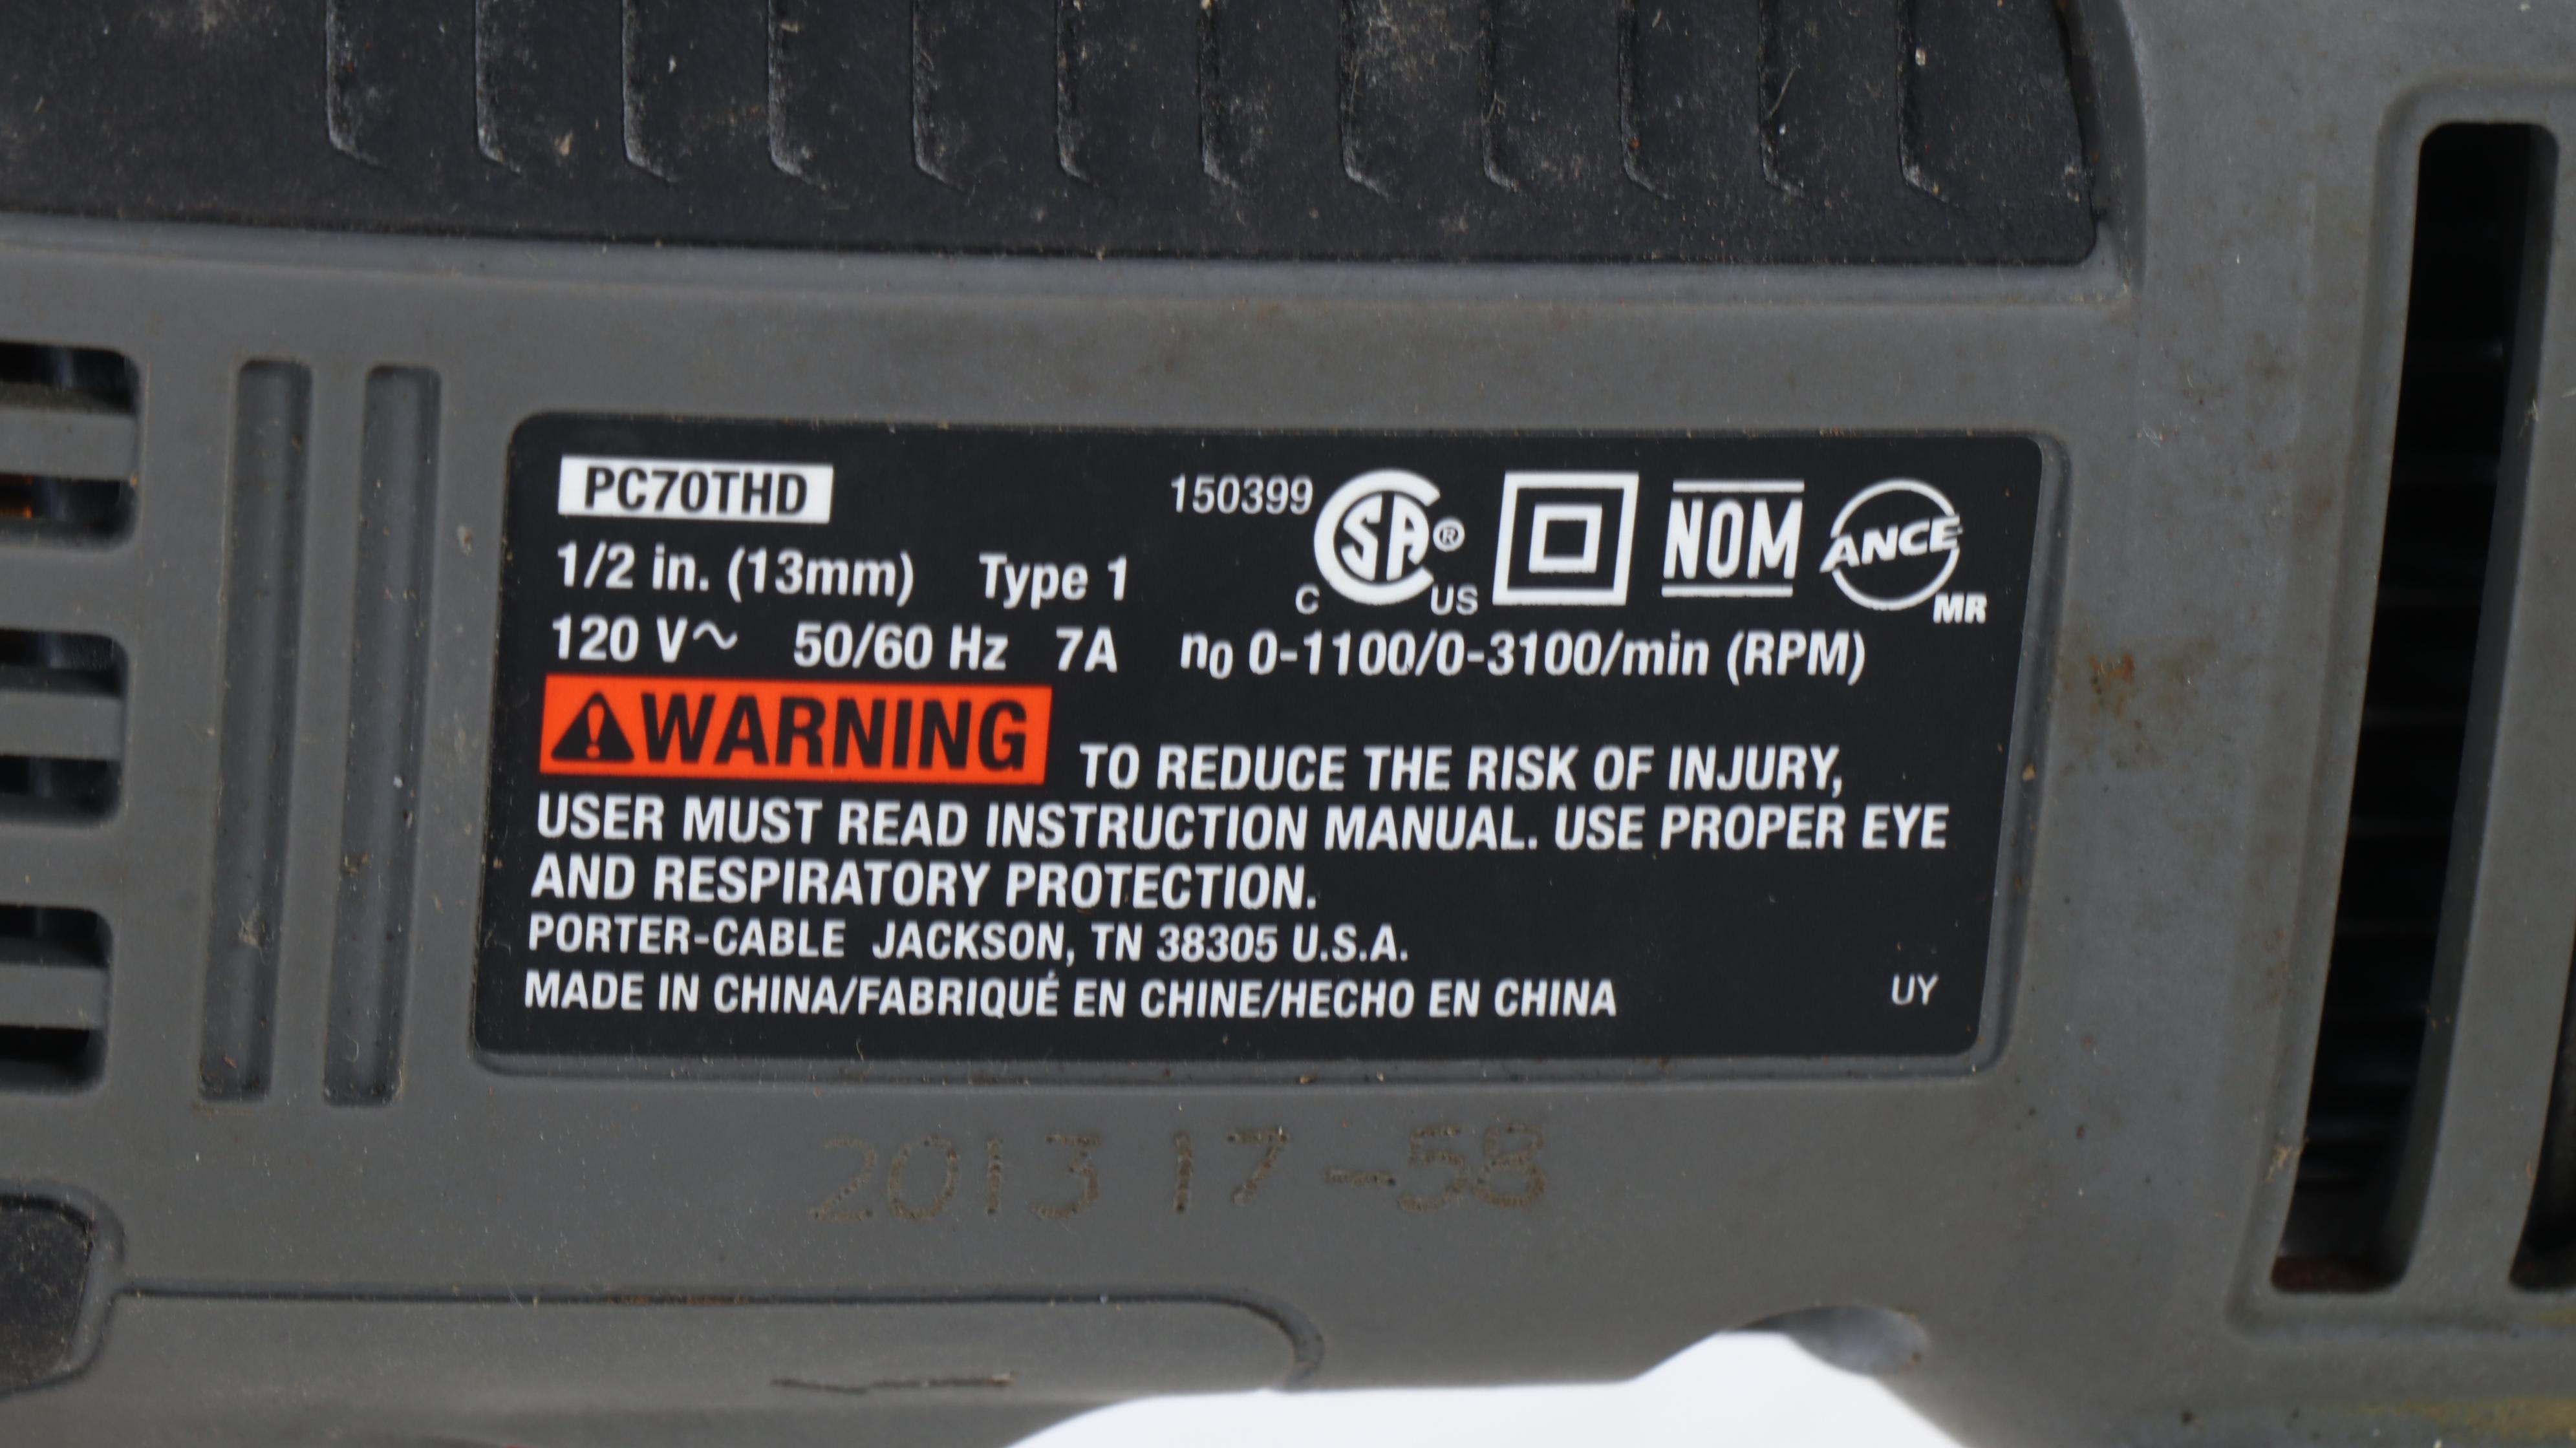 PC70THD
150399 C SA® US NOM ANCE MR
1/2 in. (13mm) Type 1
120 V~ 50/60 Hz 7A n0 0-1100/0-3100/min (RPM)
⚠WARNING TO REDUCE THE RISK OF INJURY,
USER MUST READ INSTRUCTION MANUAL. USE PROPER EYE
AND RESPIRATORY PROTECTION.
PORTER-CABLE JACKSON, TN 38305 U.S.A.
MADE IN CHINA/FABRIQUÉ EN CHINE/HECHO EN CHINA
UY
2013 17-58